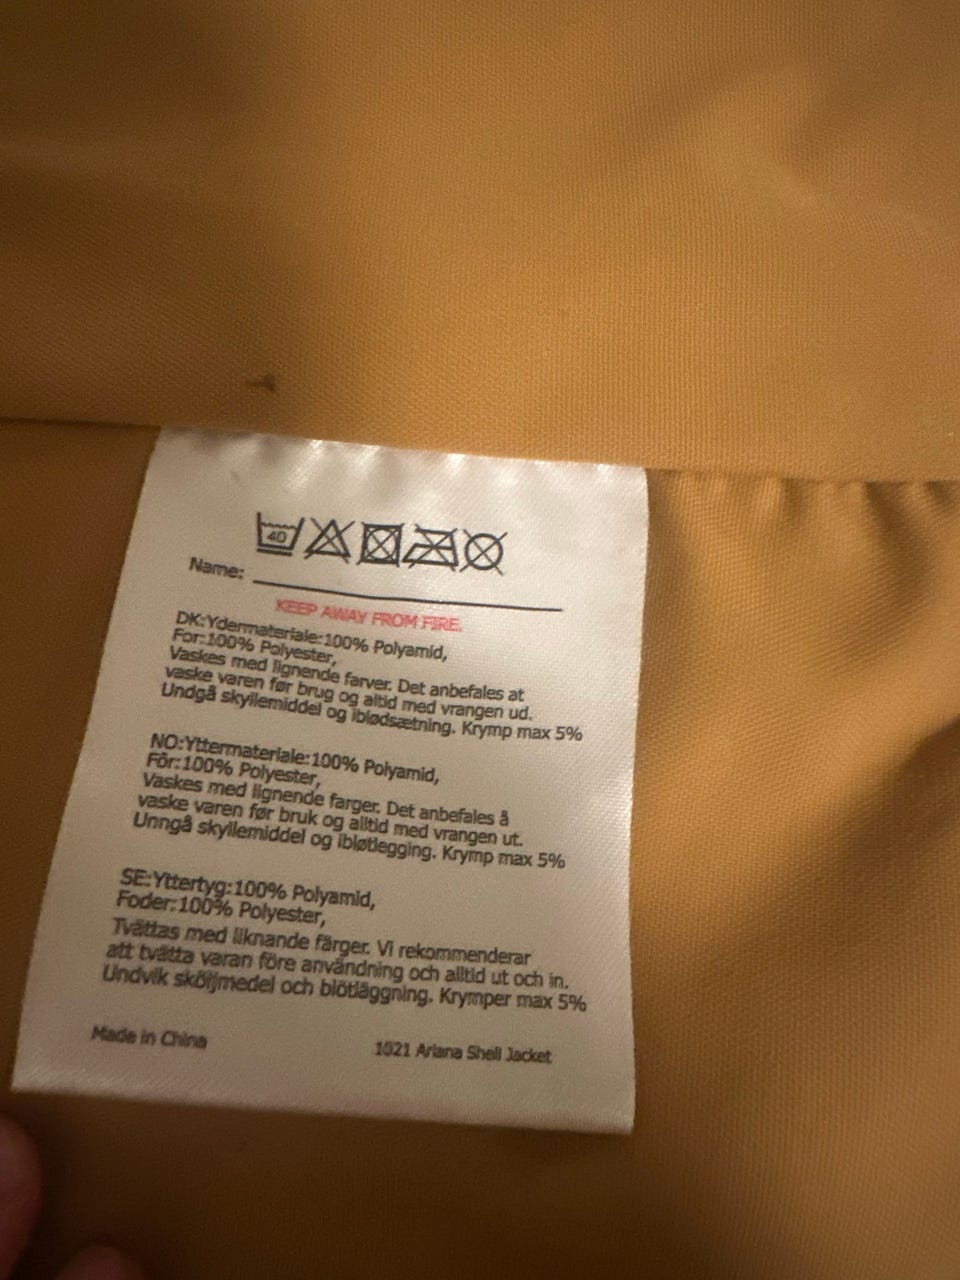 40
Name:
KEEP AWAY FROM FIRE.
DK:Ydermateriale:100% Polyamid,
For:100% Polyester,
Vaskes med lignende farver. Det anbefales at
vaske varen før brug og altid med vrangen ud.
Undgå skyllemiddel og iblødsætning. Krymp max 5%
NO:Yttermateriale:100% Polyamid,
Fôr:100% Polyester,
Vaskes med lignende farger. Det anbefales å
vaske varen før bruk og alltid med vrangen ut.
Unngå skyllemiddel og ibløtlegging. Krymp max 5%
SE:Yttertyg:100% Polyamid,
Foder:100% Polyester,
Tvättas med liknande färger. Vi rekommenderar
att tvätta varan före användning och alltid ut och in.
Undvik sköljmedel och blötläggning. Krymper max 5%
Made in China
1021 Ariana Shell Jacket